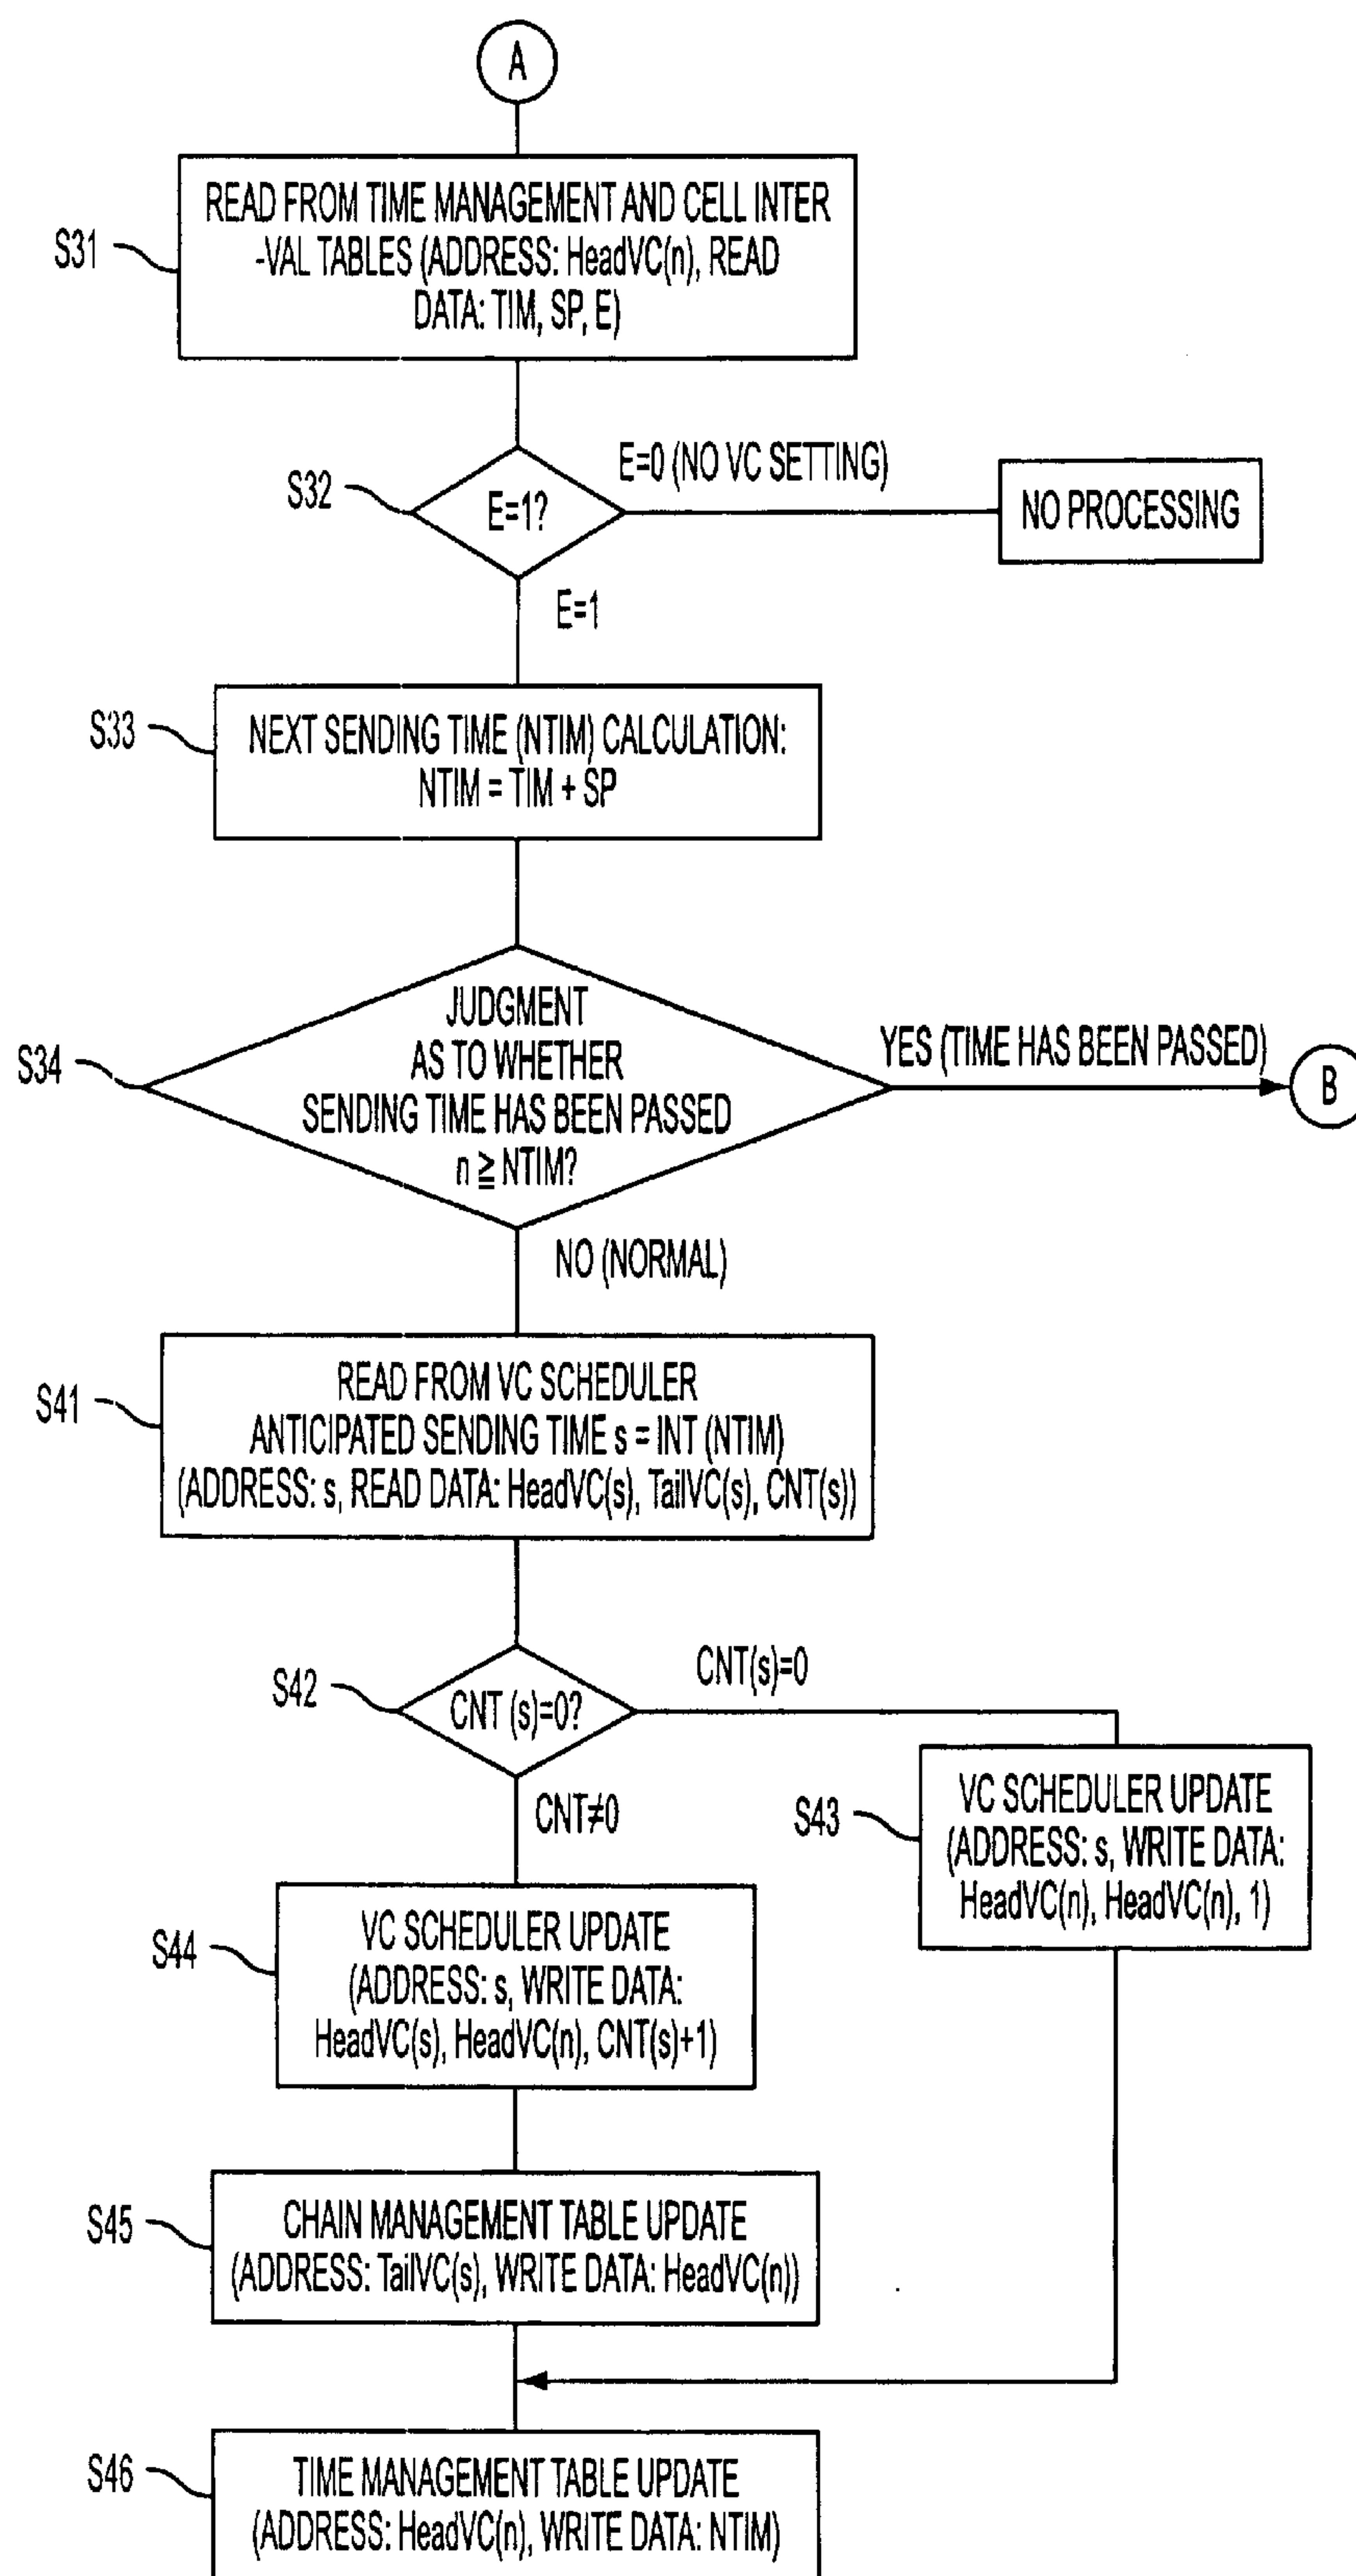 A
S31
READ FROM TIME MANAGEMENT AND CELL INTER
-VAL TABLES (ADDRESS: HeadVC(n), READ
DATA: TIM, SP, E)
S32
E=1?
E=0 (NO VC SETTING)
NO PROCESSING
E=1
S33
NEXT SENDING TIME (NTIM) CALCULATION:
NTIM = TIM + SP
S34
JUDGMENT
AS TO WHETHER
SENDING TIME HAS BEEN PASSED
n ≧ NTIM?
YES (TIME HAS BEEN PASSED)
B
NO (NORMAL)
S41
READ FROM VC SCHEDULER
ANTICIPATED SENDING TIME s = INT (NTIM)
(ADDRESS: s, READ DATA: HeadVC(s), TailVC(s), CNT(s))
S42
CNT (s)=0?
CNT(s)=0
CNT≠0
S43
VC SCHEDULER UPDATE
(ADDRESS: s, WRITE DATA:
HeadVC(n), HeadVC(n), 1)
S44
VC SCHEDULER UPDATE
(ADDRESS: s, WRITE DATA:
HeadVC(s), HeadVC(n), CNT(s)+1)
S45
CHAIN MANAGEMENT TABLE UPDATE
(ADDRESS: TailVC(s), WRITE DATA: HeadVC(n))
S46
TIME MANAGEMENT TABLE UPDATE
(ADDRESS: HeadVC(n), WRITE DATA: NTIM)